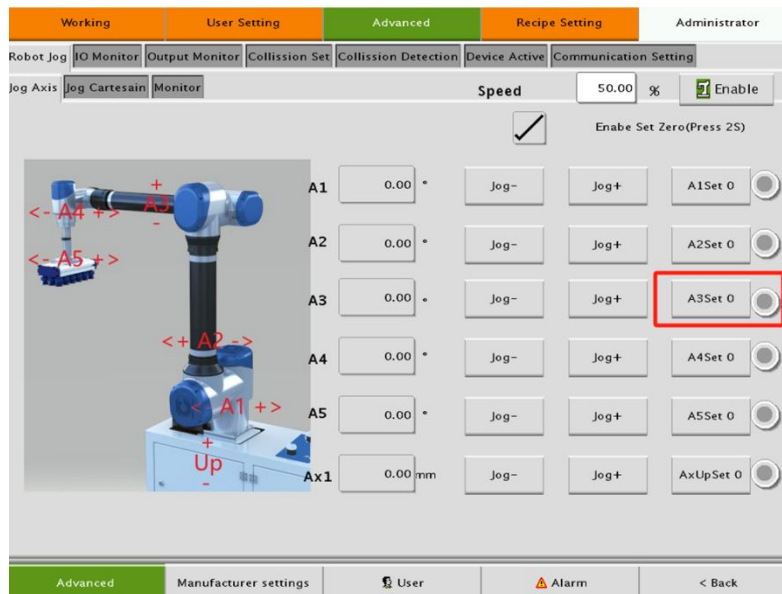 Working User Setting Advanced Recipe Setting Administrator
Robot Jog IO Monitor Output Monitor Collission Set Collission Detection Device Active Communication Setting
Jog Axis Jog Cartesain Monitor Speed 50.00 % Enable
Enabe Set Zero(Press 2S)
A1 0.00 ° Jog- Jog+ A1Set 0
A2 0.00 ° Jog- Jog+ A2Set 0
A3 0.00 ° Jog- Jog+ A3Set 0
A4 0.00 ° Jog- Jog+ A4Set 0
A5 0.00 ° Jog- Jog+ A5Set 0
Ax1 0.00 mm Jog- Jog+ AxUpSet 0
+
A3
-
<- A4 +>
<- A5 +>
<+ A2 ->
<- A1 +>
+
Up
-
Advanced Manufacturer settings User Alarm < Back